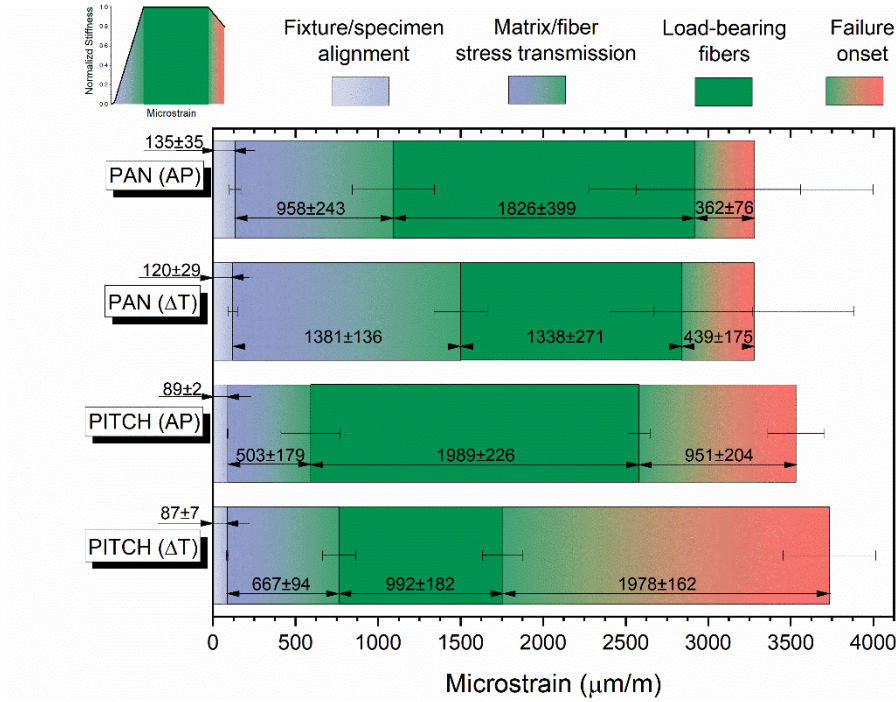 Normalizd Stiffness
1.0
0.8
0.6
0.4
0.2
0.0
Microstrain
Fixture/specimen
alignment
Matrix/fiber
stress transmission
Load-bearing
fibers
Failure
onset
135±35
PAN (AP)
958±243
1826±399
362±76
120±29
PAN (ΔT)
1381±136
1338±271
439±175
89±2
PITCH (AP)
503±179
1989±226
951±204
87±7
PITCH (ΔT)
667±94
992±182
1978±162
0 500 1000 1500 2000 2500 3000 3500 4000
Microstrain (μm/m)